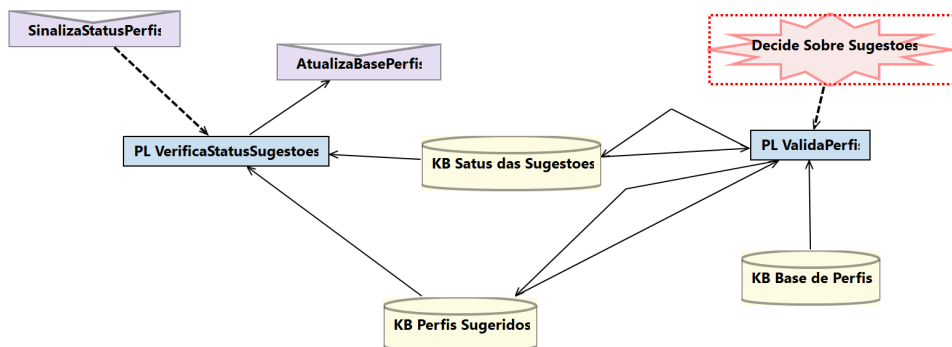 SinalizaStatusPerfis
Decide Sobre Sugestoes
AtualizaBasePerfis
PL VerificaStatusSugestoes
KB Satus das Sugestoes
PL ValidaPerfis
KB Base de Perfis
KB Perfis Sugeridos